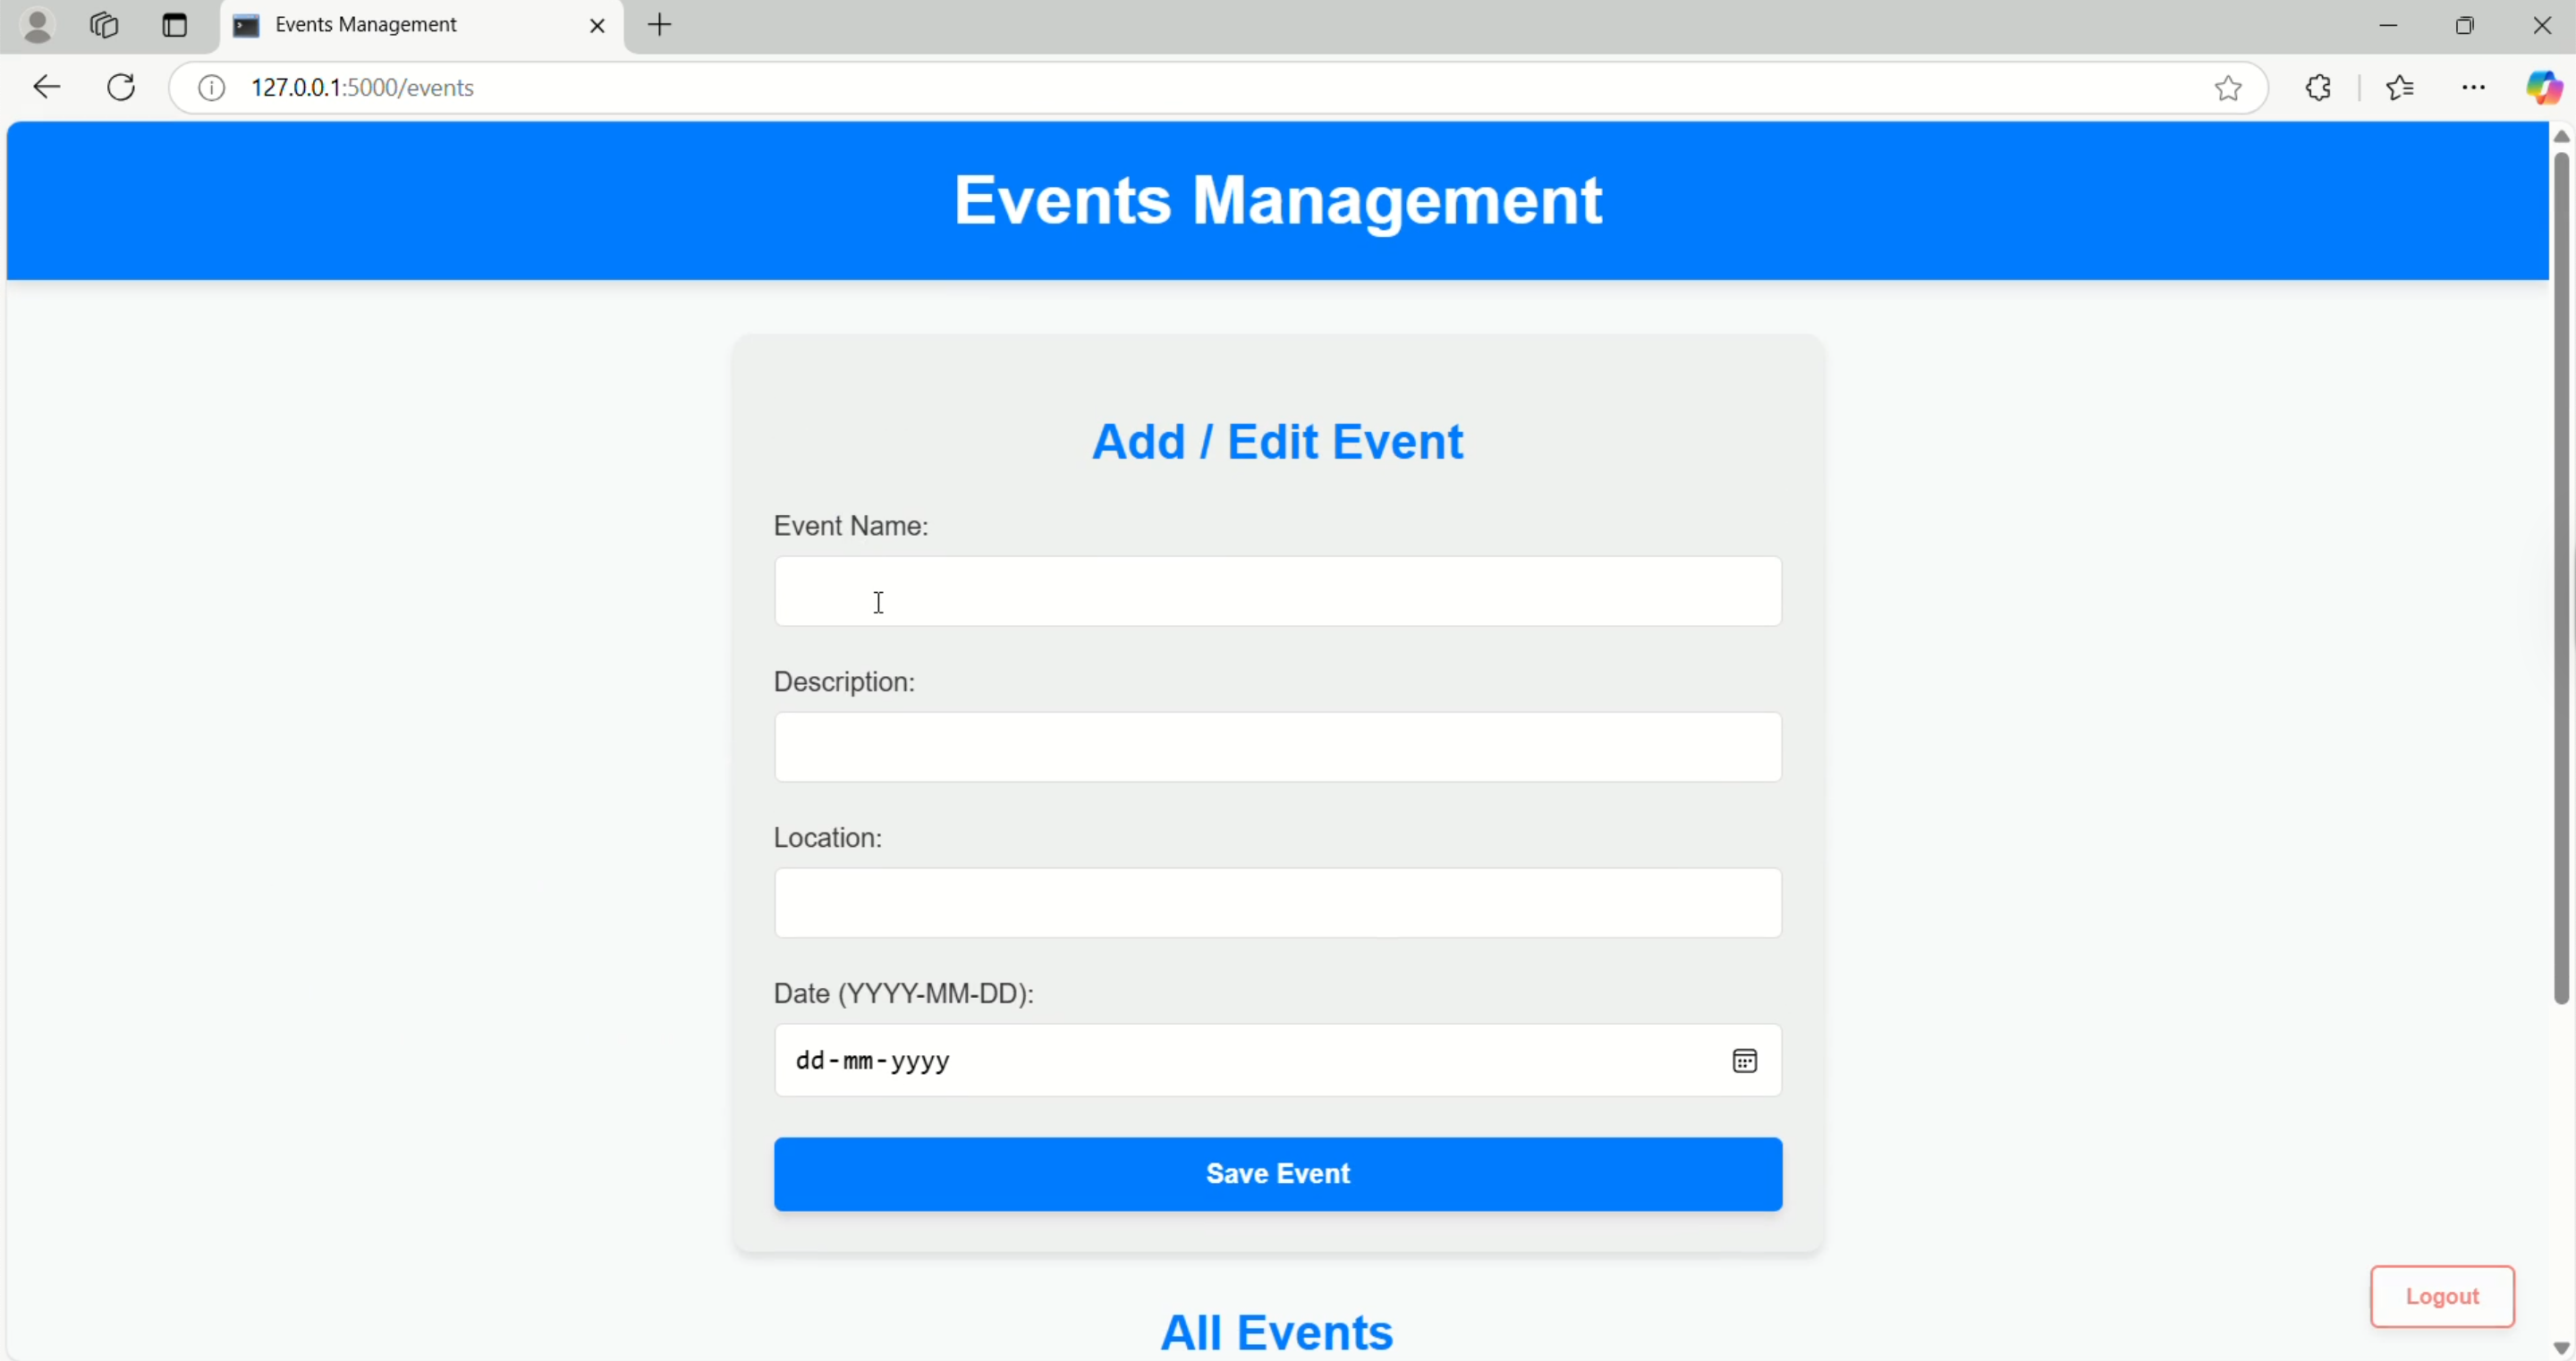 Events Management
127.0.0.1:5000/events
Events Management
Add / Edit Event
Event Name:
Description:
Location:
Date (YYYY-MM-DD):
dd-mm-yyyy
Save Event
Logout
All Events